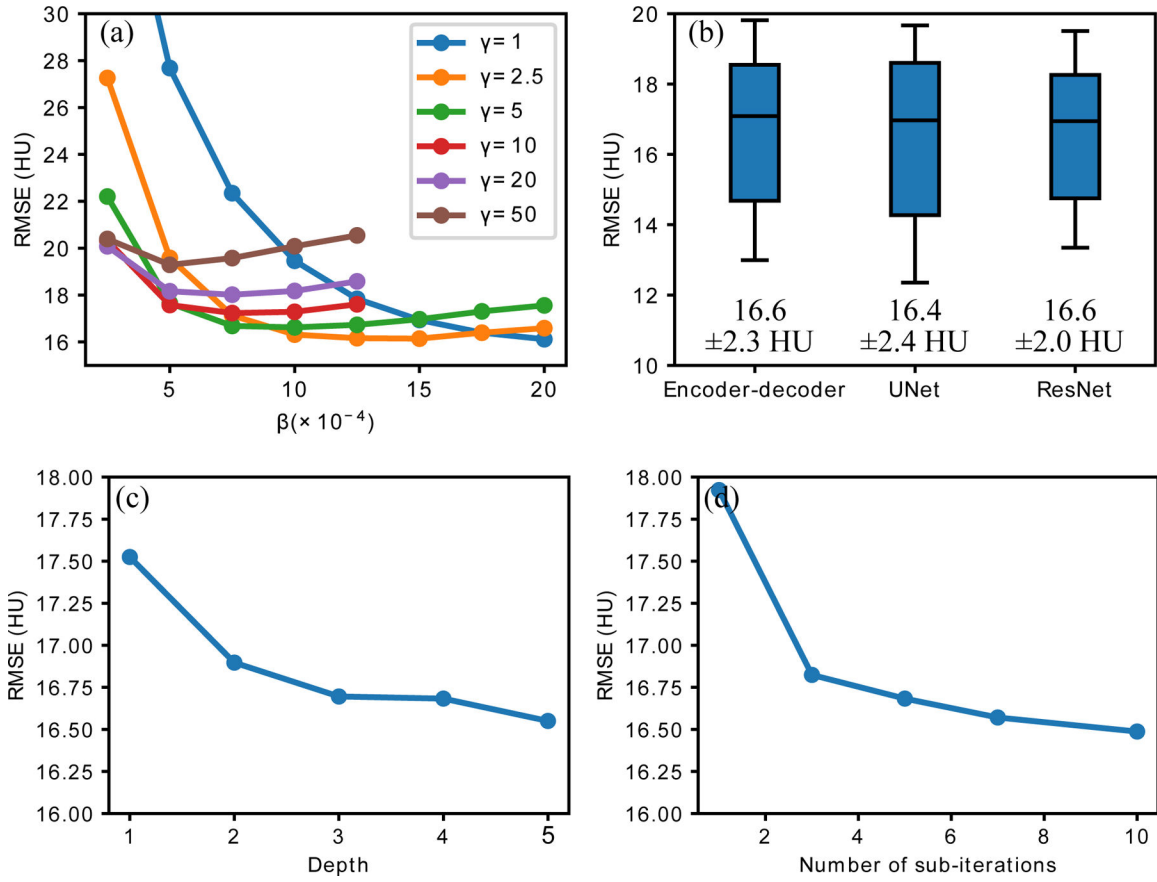 (a)
30
28
26
24
22
20
18
16
RMSE (HU)
γ= 1
γ= 2.5
γ= 5
γ= 10
γ= 20
γ= 50
5
10
15
20
β(× 10⁻⁴)
(b)
20
18
16
14
12
10
RMSE (HU)
16.6
±2.3 HU
16.4
±2.4 HU
16.6
±2.0 HU
Encoder-decoder
UNet
ResNet
(c)
18.00
17.75
17.50
17.25
17.00
16.75
16.50
16.25
16.00
RMSE (HU)
1
2
3
4
5
Depth
(d)
18.00
17.75
17.50
17.25
17.00
16.75
16.50
16.25
16.00
RMSE (HU)
2
4
6
8
10
Number of sub-iterations